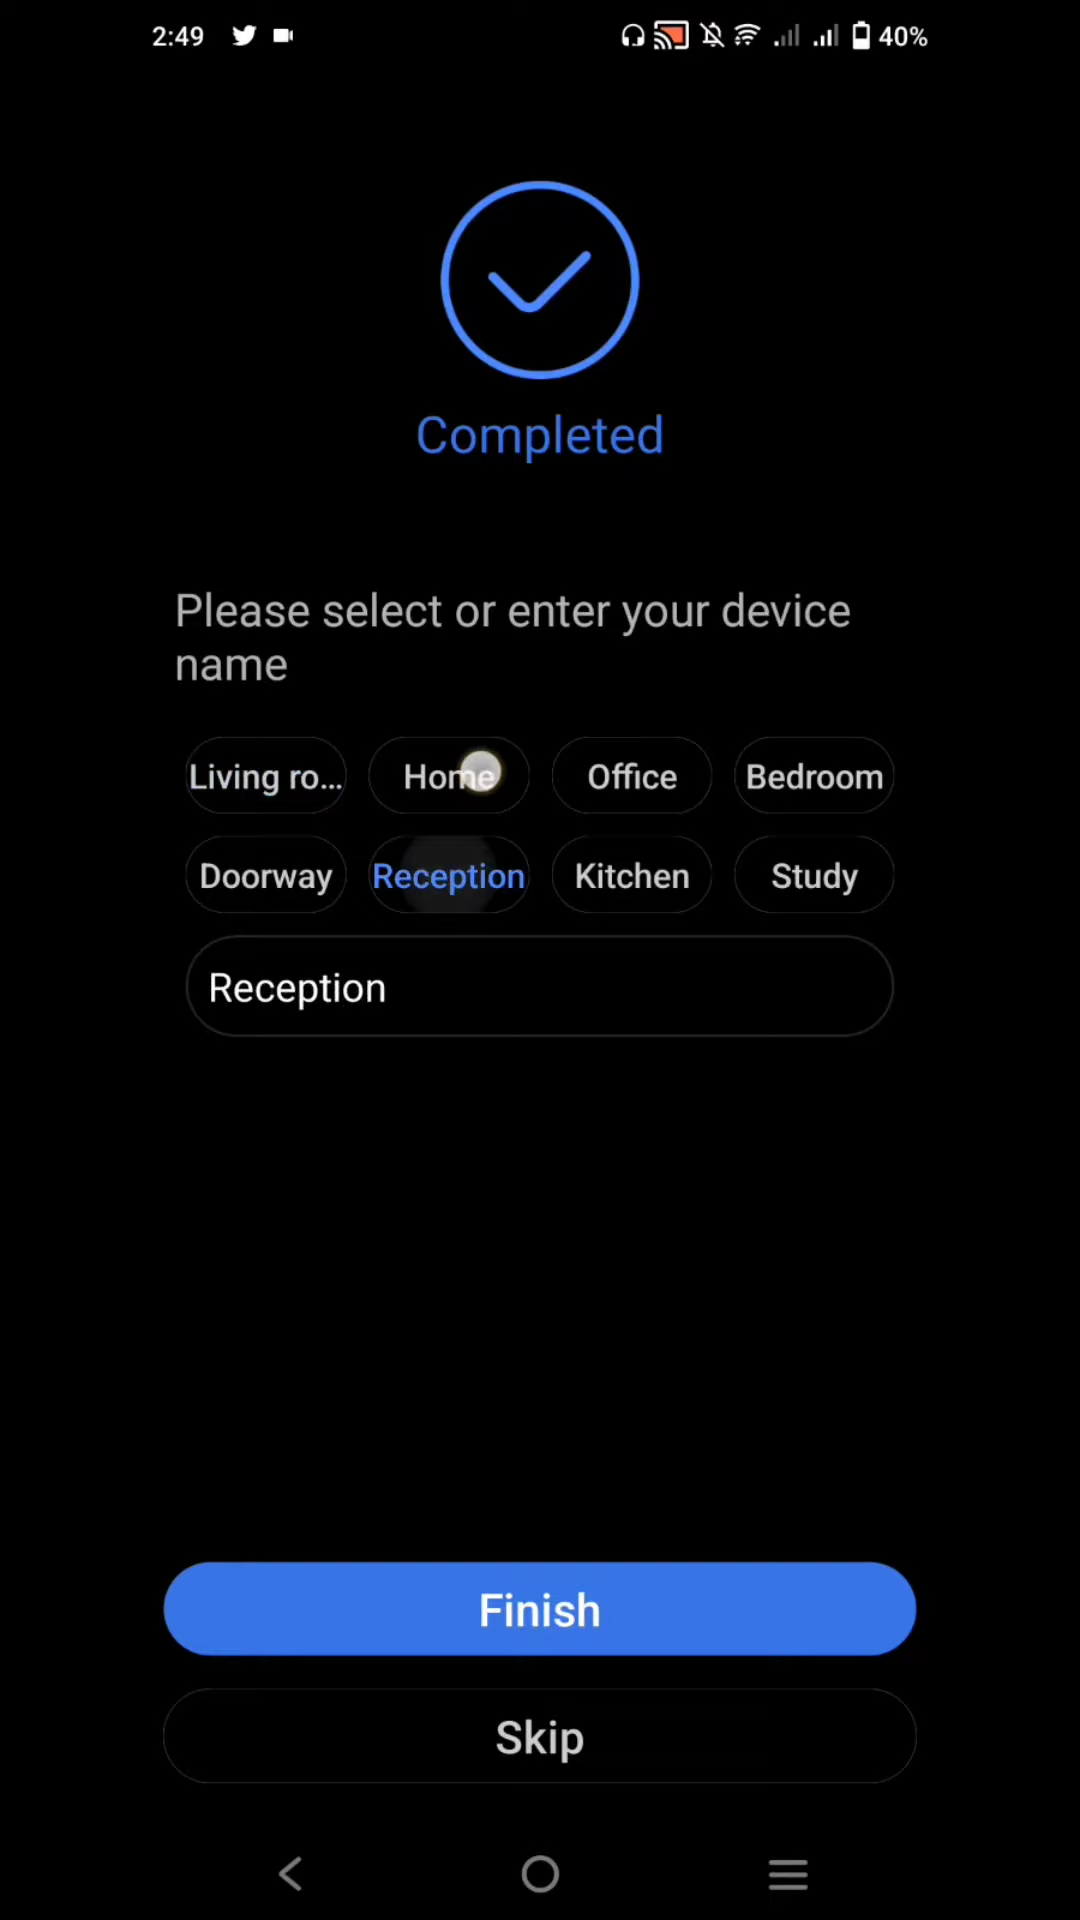 2:49 40%
Completed
Please select or enter your device
name
Living ro... Home Office Bedroom
Doorway Reception Kitchen Study
Reception
Finish
Skip